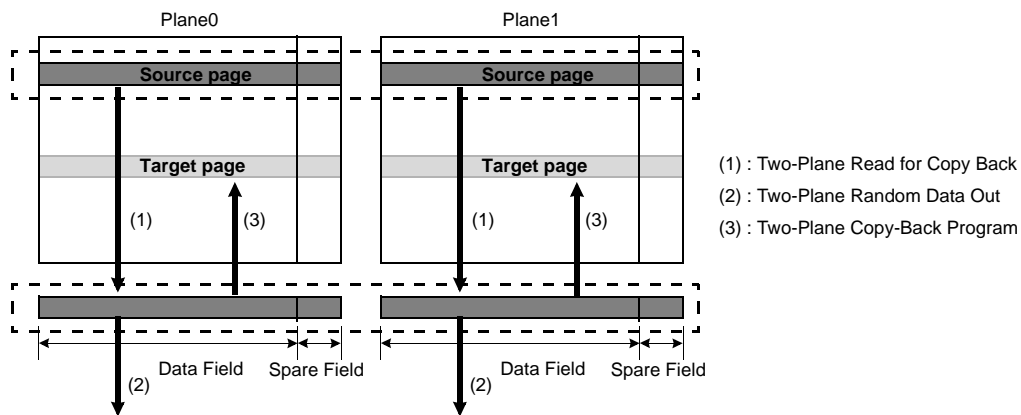 Plane0 Plane1
Source page Source page
Target page Target page
(1) : Two-Plane Read for Copy Back
(2) : Two-Plane Random Data Out
(3) : Two-Plane Copy-Back Program
(1) (3) (1) (3)
Data Field Spare Field Data Field Spare Field
(2) (2)